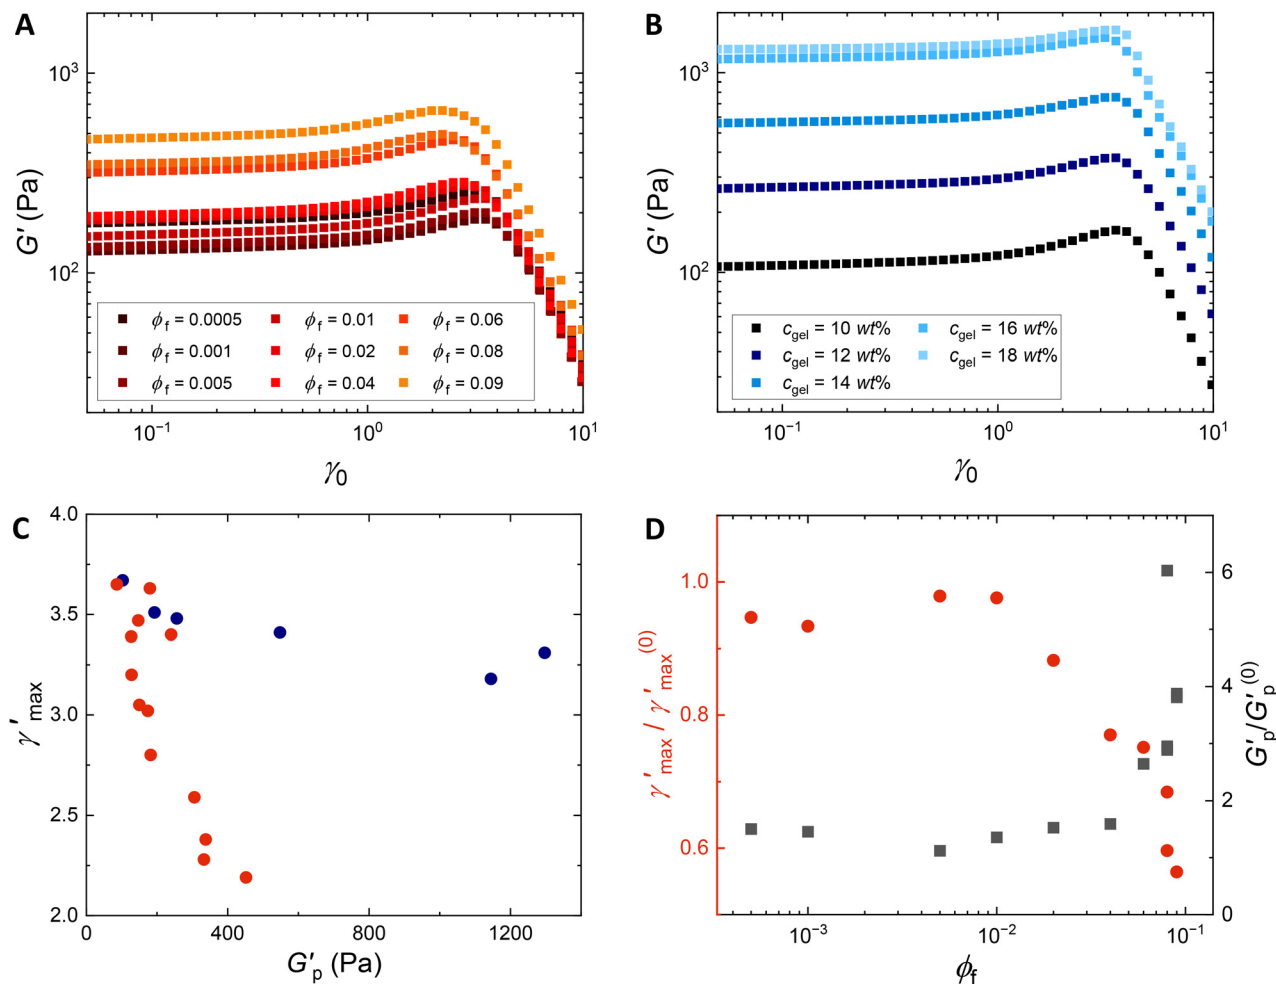 A
G′ (Pa)
10³
10²
ϕf = 0.0005
ϕf = 0.01
ϕf = 0.06
ϕf = 0.001
ϕf = 0.02
ϕf = 0.08
ϕf = 0.005
ϕf = 0.04
ϕf = 0.09
10⁻¹
10⁰
10¹
γ0
B
G′ (Pa)
10³
10²
cgel = 10 wt%
cgel = 16 wt%
cgel = 12 wt%
cgel = 18 wt%
cgel = 14 wt%
10⁻¹
10⁰
10¹
γ0
C
γ′max
4.0
3.5
3.0
2.5
2.0
0
400
800
1200
G′p (Pa)
D
γ′max / γ′max⁽⁰⁾
1.0
0.8
0.6
6
4
2
0
G′p/G′p⁽⁰⁾
10⁻³
10⁻²
10⁻¹
ϕf